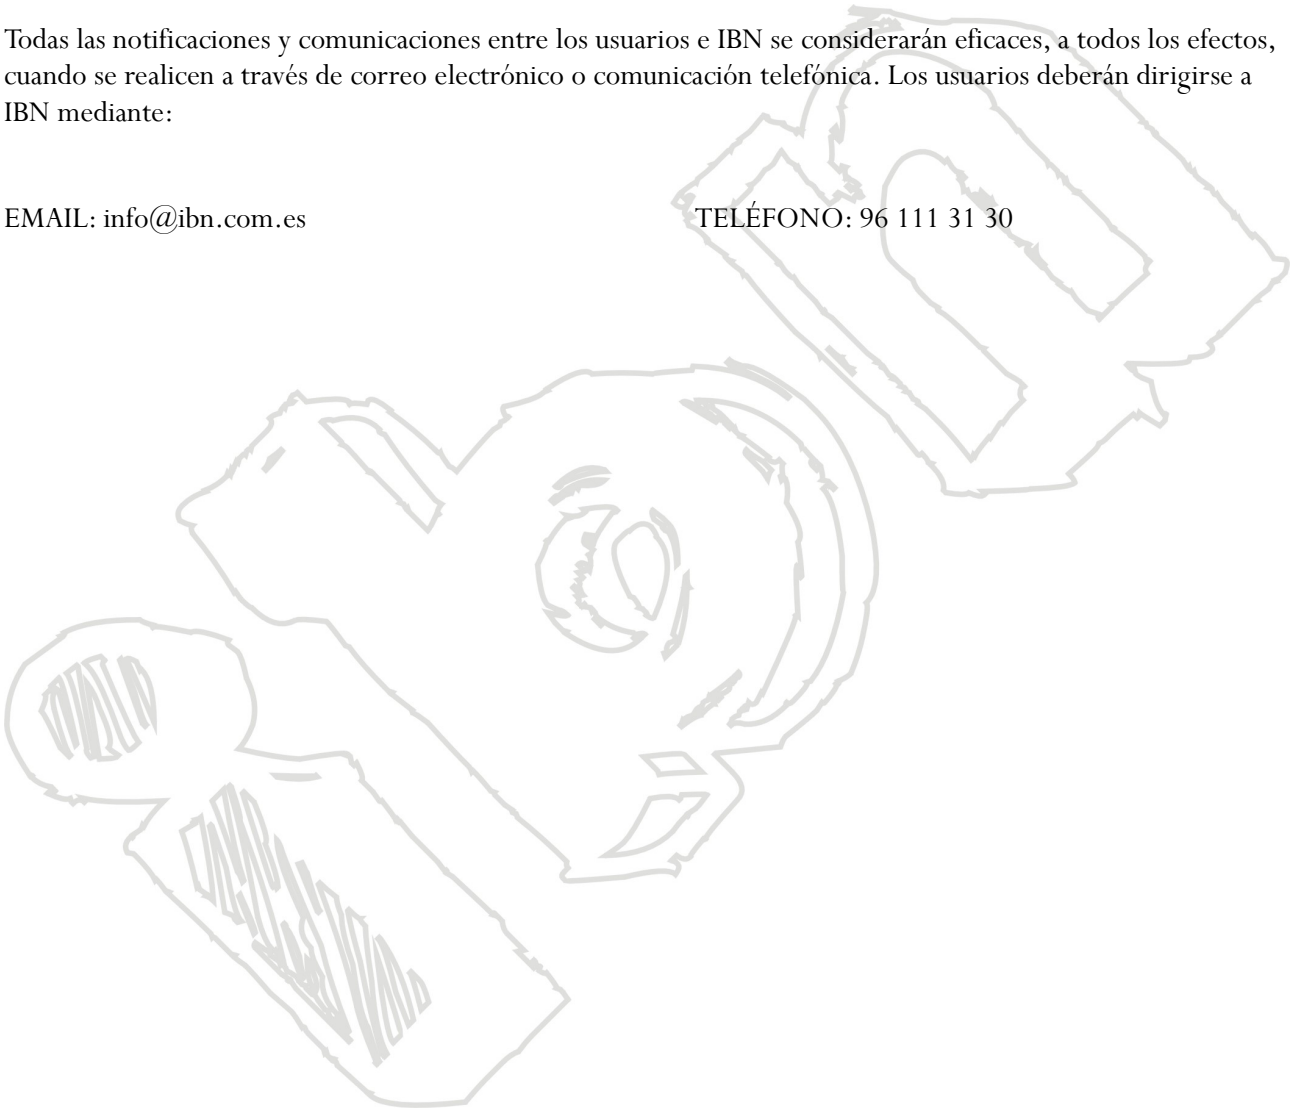 Todas las notificaciones y comunicaciones entre los usuarios e IBN se considerarán eficaces, a todos los efectos,
cuando se realicen a través de correo electrónico o comunicación telefónica. Los usuarios deberán dirigirse a
IBN mediante:
EMAIL: info@ibn.com.es TELÉFONO: 96 111 31 30
ibn